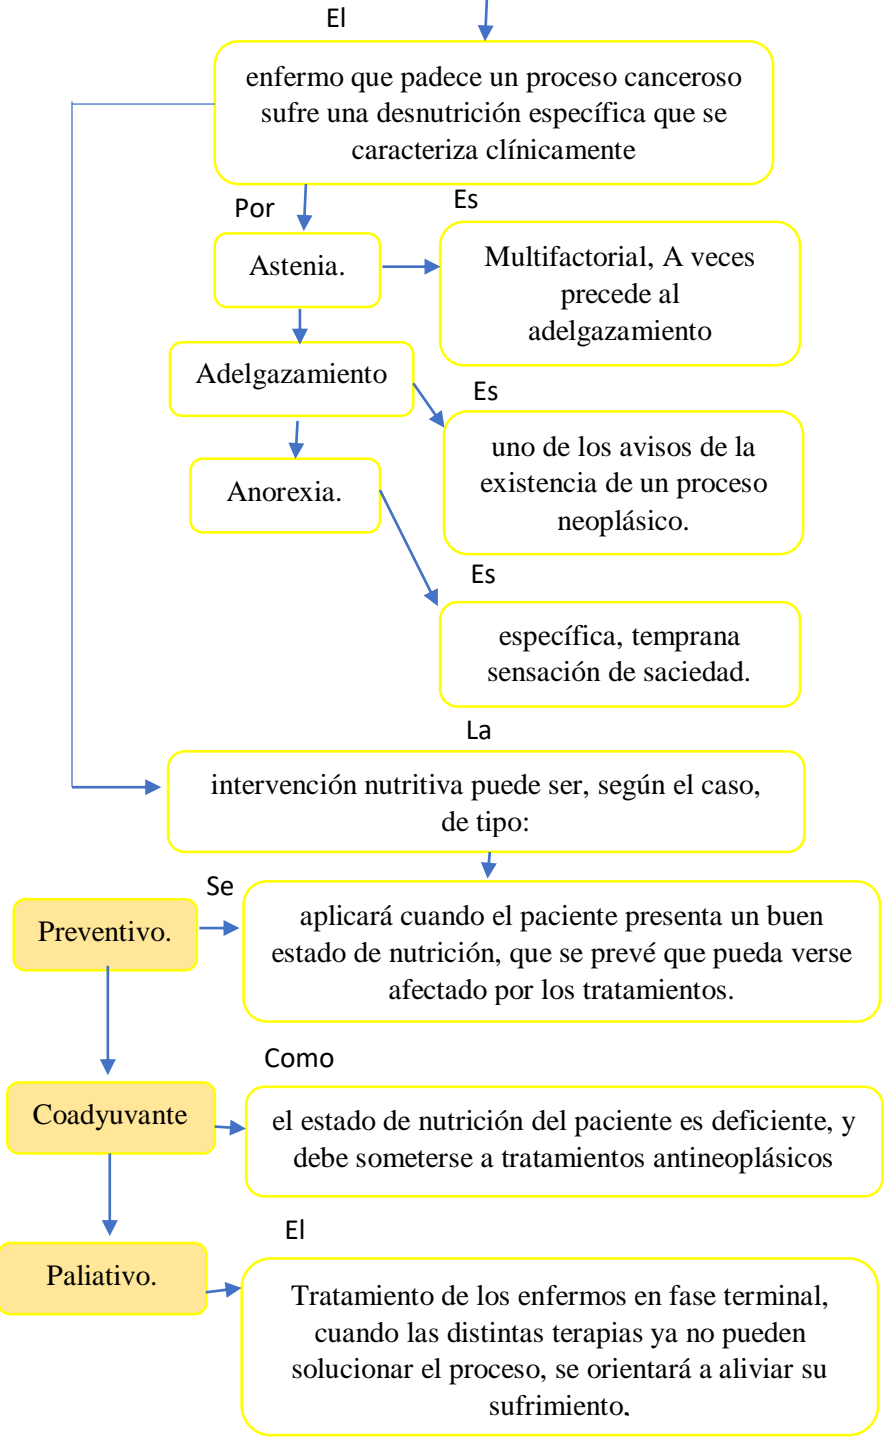 El
enfermo que padece un proceso canceroso
sufre una desnutrición específica que se
caracteriza clínicamente
Por
Es
Astenia.
Multifactorial, A veces
precede al
adelgazamiento
Adelgazamiento
Es
uno de los avisos de la
existencia de un proceso
neoplásico.
Anorexia.
Es
específica, temprana
sensación de saciedad.
La
intervención nutritiva puede ser, según el caso,
de tipo:
Se
Preventivo.
aplicará cuando el paciente presenta un buen
estado de nutrición, que se prevé que pueda verse
afectado por los tratamientos.
Como
Coadyuvante
el estado de nutrición del paciente es deficiente, y
debe someterse a tratamientos antineoplásicos
El
Paliativo.
Tratamiento de los enfermos en fase terminal,
cuando las distintas terapias ya no pueden
solucionar el proceso, se orientará a aliviar su
sufrimiento.